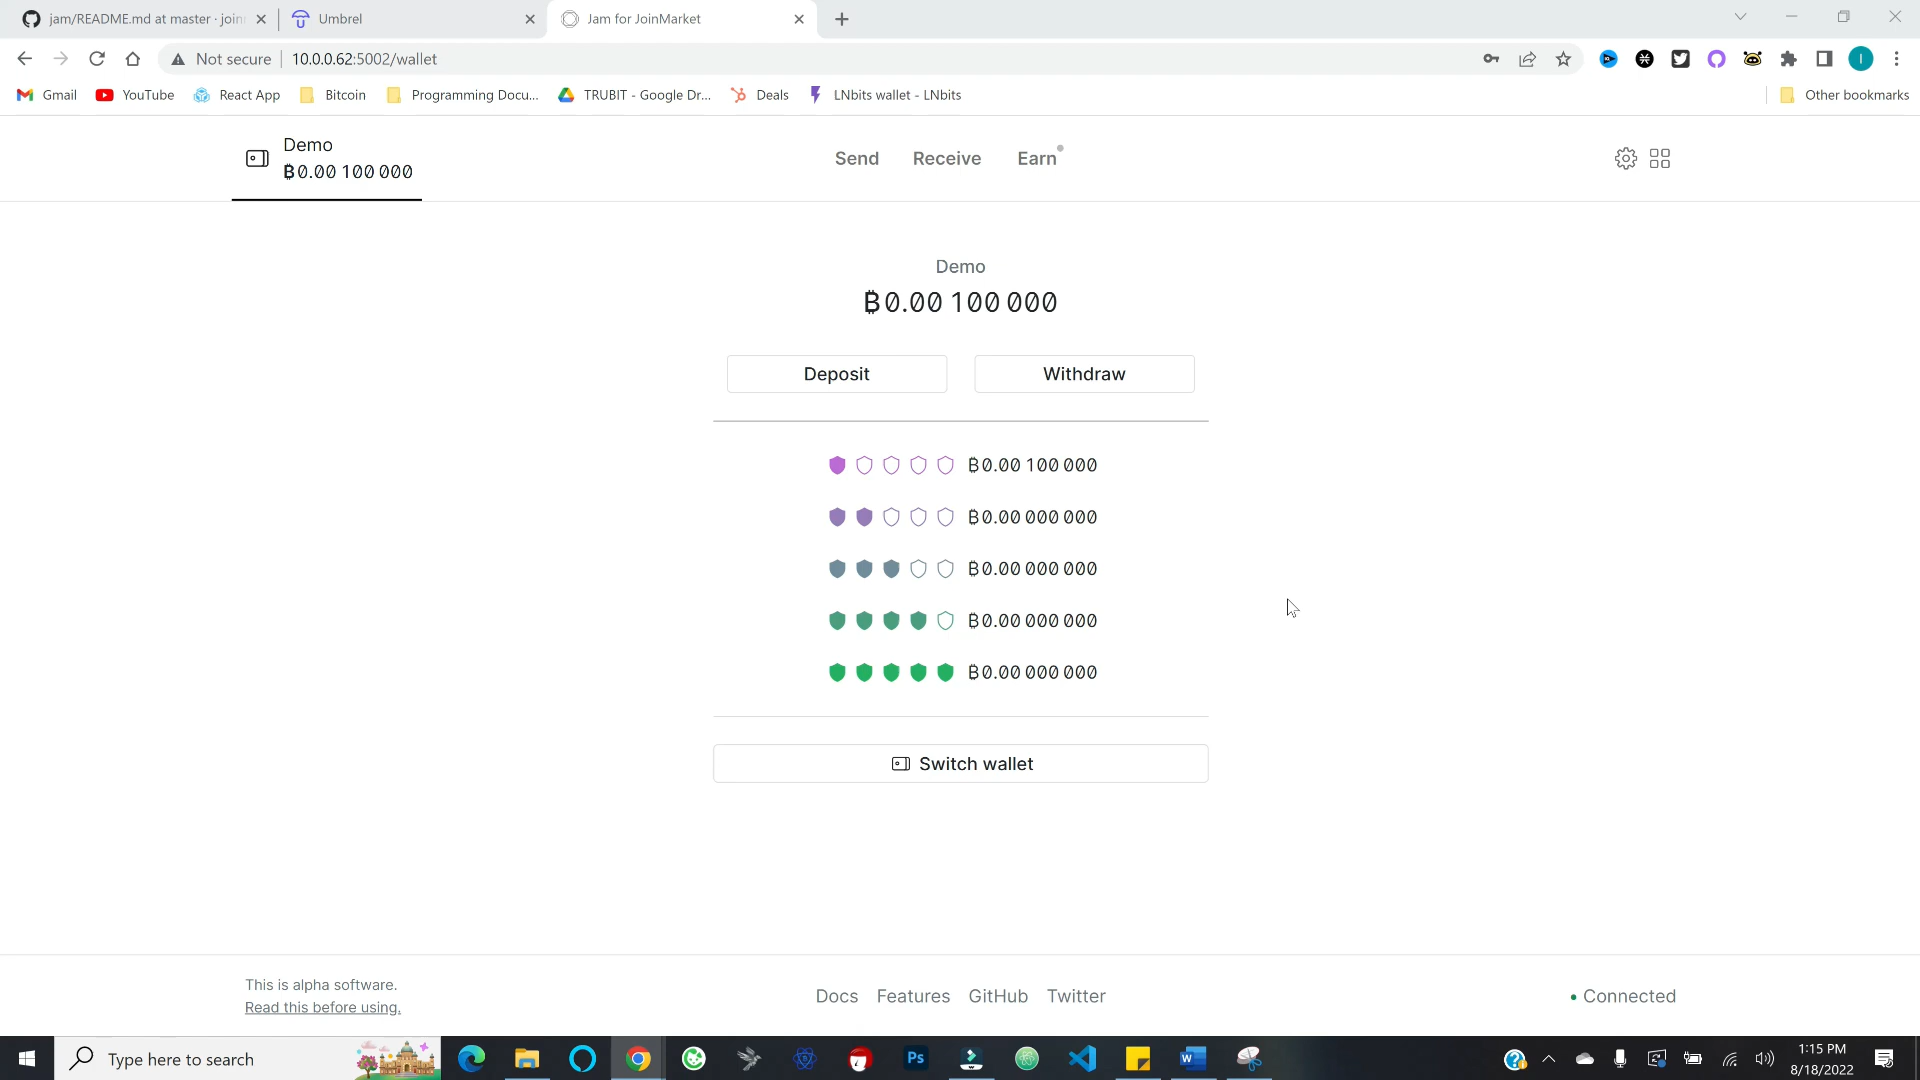 jam/README.md at master · join
Umbrel
Jam for JoinMarket
Not secure
10.0.0.62:5002/wallet
Gmail
YouTube
React App
Bitcoin
Programming Docu...
TRUBIT - Google Dr...
Deals
LNbits wallet - LNbits
Other bookmarks
Demo
₿0.00 100 000
Send
Receive
Earn
Demo
₿0.00 100 000
Deposit
Withdraw
₿0.00 100 000
₿0.00 000 000
₿0.00 000 000
₿0.00 000 000
₿0.00 000 000
Switch wallet
This is alpha software.
Read this before using.
Docs
Features
GitHub
Twitter
Connected
Type here to search
1:15 PM
8/18/2022